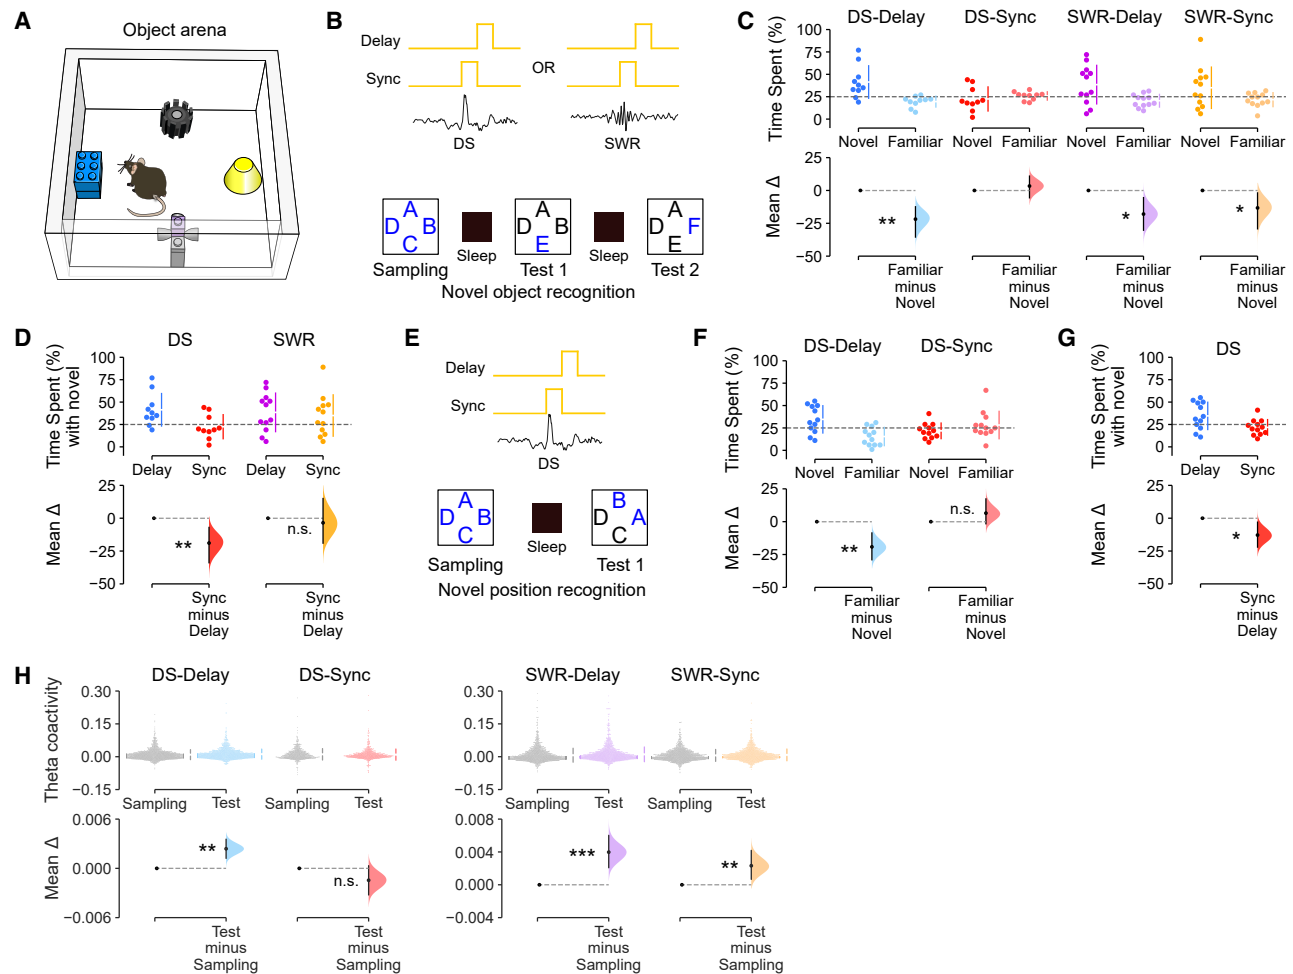 A
Object arena
B
Delay
Sync
OR
DS
SWR
A
D B
C
Sampling
Sleep
A
D B
E
Test 1
Sleep
A
D F
E
Test 2
Novel object recognition
C
DS-Delay DS-Sync SWR-Delay SWR-Sync
Time Spent (%)
100
75
50
25
0
Novel Familiar Novel Familiar Novel Familiar Novel Familiar
Mean Δ
25
0
−25
−50
** * *
Familiar minus Novel
Familiar minus Novel
Familiar minus Novel
Familiar minus Novel
D
DS SWR
Time Spent (%)
with novel
100
75
50
25
0
Delay Sync Delay Sync
Mean Δ
25
0
−25
−50
** n.s.
Sync minus Delay
Sync minus Delay
E
Delay
Sync
DS
A
D B
C
Sampling
Sleep
B
D A
C
Test 1
Novel position recognition
F
DS-Delay DS-Sync
Time Spent (%)
100
75
50
25
0
Novel Familiar Novel Familiar
Mean Δ
25
0
−25
−50
** n.s.
Familiar minus Novel
Familiar minus Novel
G
DS
Time Spent (%)
with novel
100
75
50
25
0
Delay Sync
Mean Δ
25
0
−25
−50
*
Sync minus Delay
H
DS-Delay DS-Sync SWR-Delay SWR-Sync
Theta coactivity
0.30
0.15
0.00
−0.15
Sampling Test Sampling Test
0.30
0.15
0.00
−0.15
Sampling Test Sampling Test
Mean Δ
0.006
0.000
−0.006
** n.s.
Test minus Sampling
Test minus Sampling
Mean Δ
0.008
0.004
0.000
−0.004
*** **
Test minus Sampling
Test minus Sampling